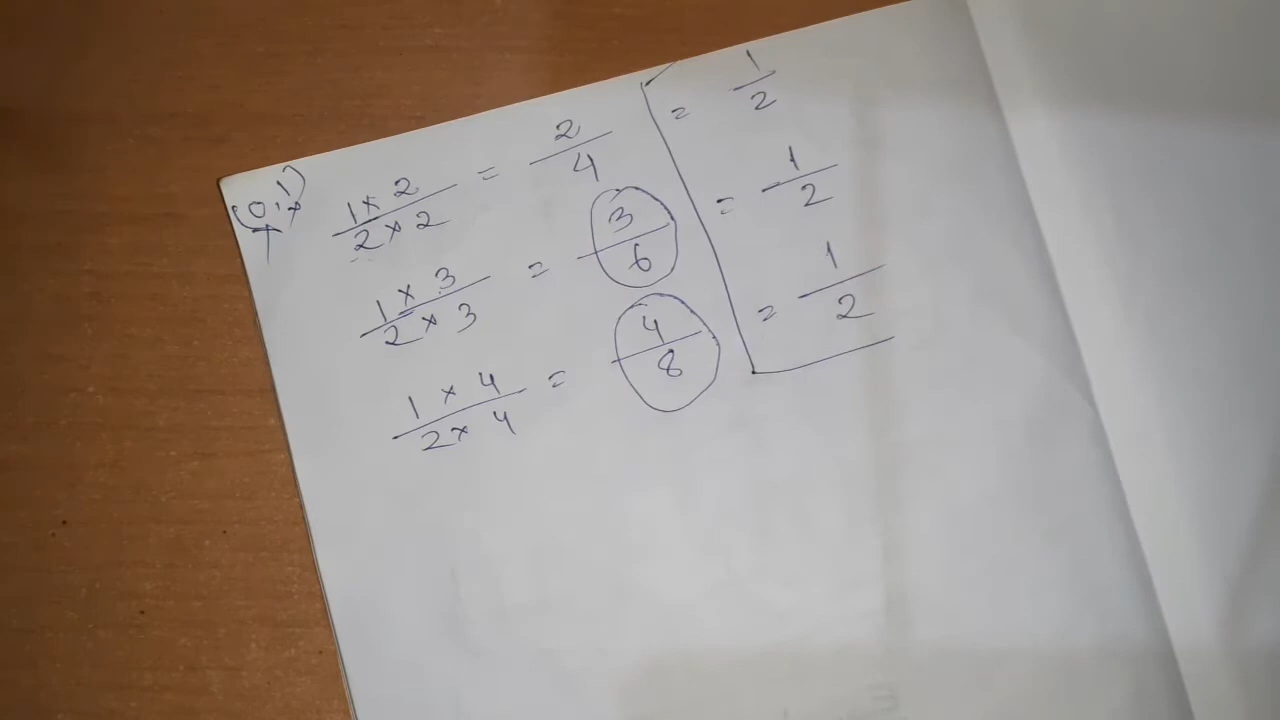 Q.1)
1 × 2 / 2 × 2 = 2/4 = 1/2
1 × 3 / 2 × 3 = 3/6 = 1/2
1 × 4 / 2 × 4 = 4/8 = 1/2